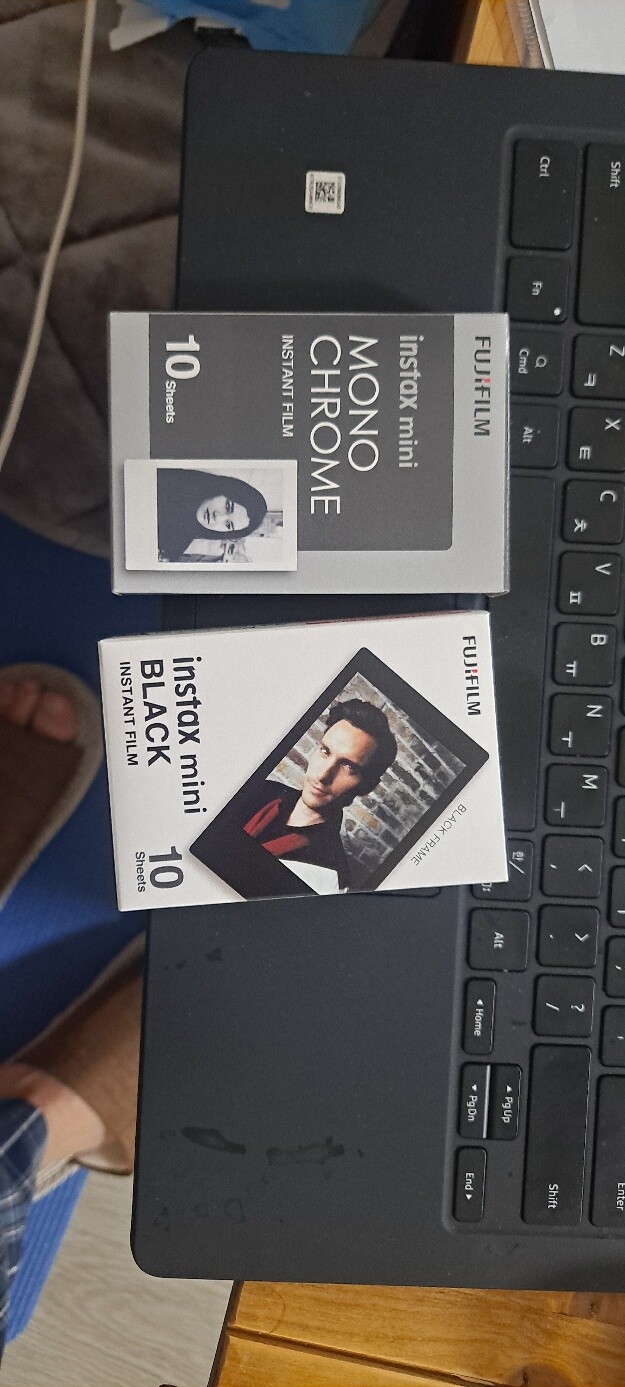 FUJIFILM
instax mini
MONO
CHROME
INSTANT FILM
10 Sheets
FUJIFILM
BLACK FRAME
instax mini
BLACK
INSTANT FILM
10
Sheets
Shift
Enter
Ctrl
Z ㅋ
X ㅌ
C ㅊ
V ㅍ
B ㅠ
N ㅜ
M ㅡ
< ,
> .
? /
Shift
Fn
Cmd
Alt
Alt
◂ Home
▴ PgUp
▾ PgDn
End ▸